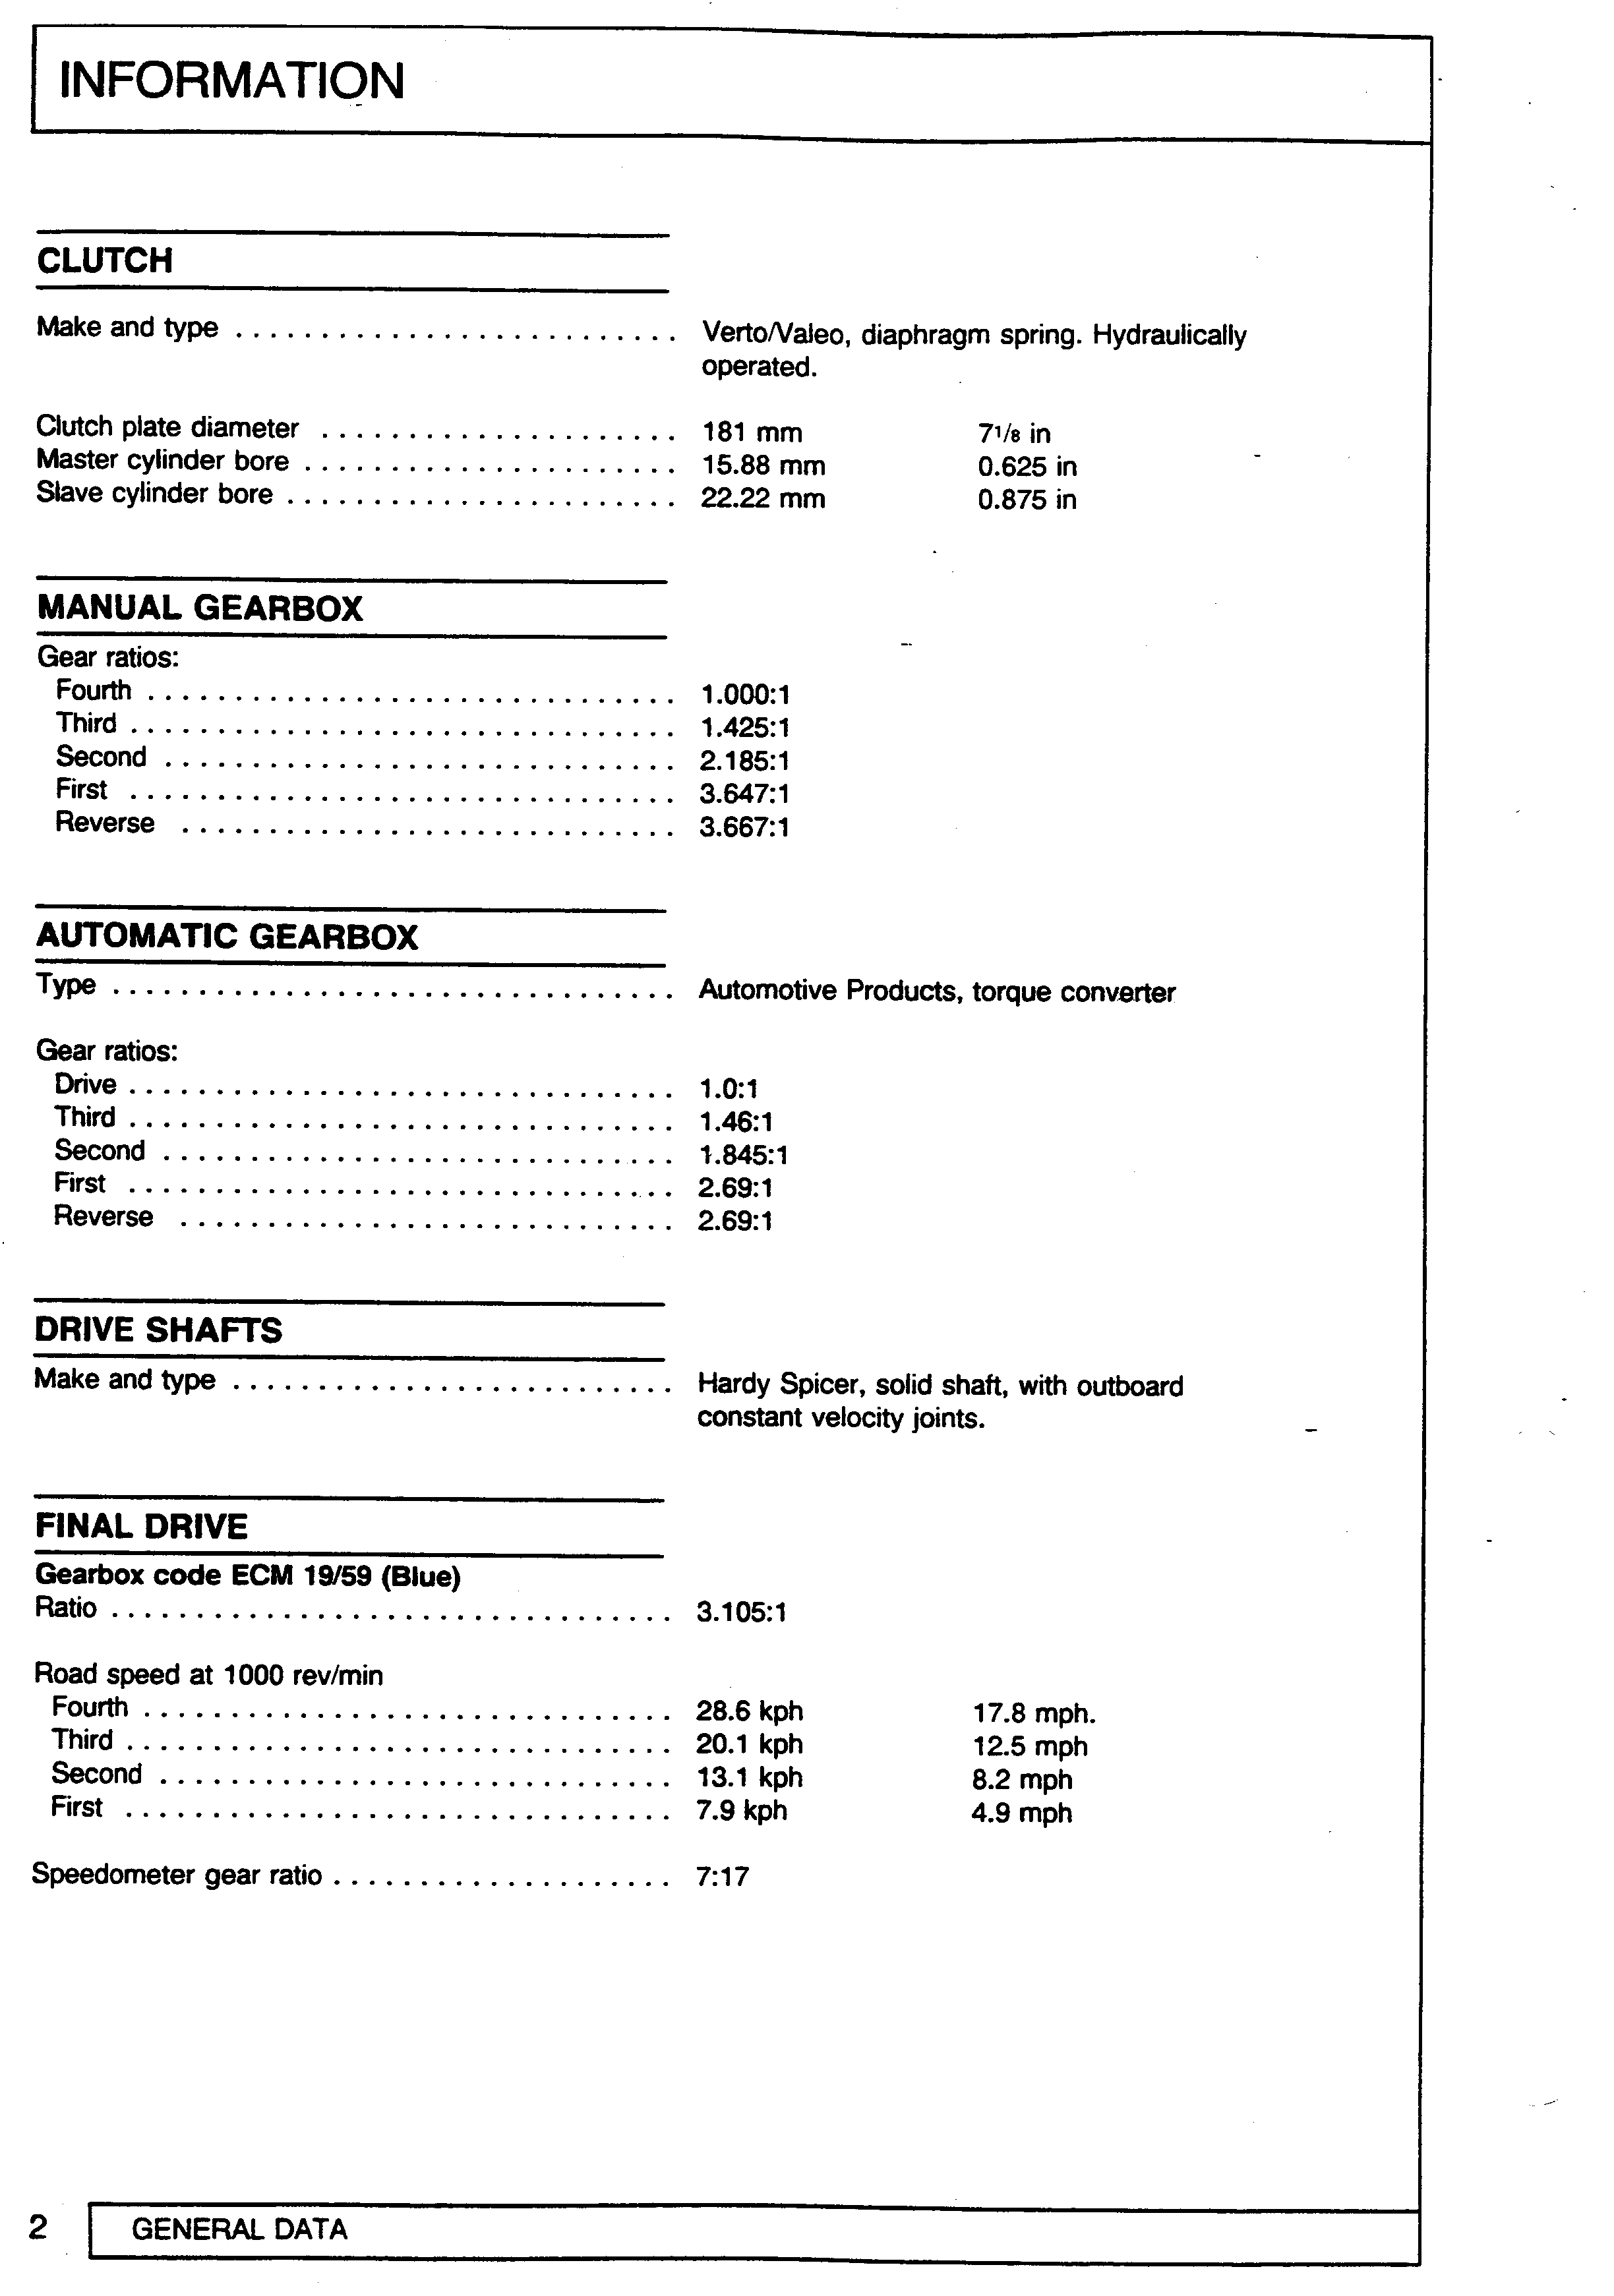 INFORMATION
CLUTCH
Make and type .......................... Verto/Valeo, diaphragm spring. Hydraulically
operated.
Clutch plate diameter ..................... 181 mm 7 1/8 in
Master cylinder bore ...................... 15.88 mm 0.625 in
Slave cylinder bore ....................... 22.22 mm 0.875 in
MANUAL GEARBOX
Gear ratios:
Fourth ............................... 1.000:1
Third ................................ 1.425:1
Second .............................. 2.185:1
First ................................ 3.647:1
Reverse ............................. 3.667:1
AUTOMATIC GEARBOX
Type ................................. Automotive Products, torque converter
Gear ratios:
Drive ................................ 1.0:1
Third ................................ 1.46:1
Second .............................. 1.845:1
First ................................ 2.69:1
Reverse ............................. 2.69:1
DRIVE SHAFTS
Make and type .......................... Hardy Spicer, solid shaft, with outboard
constant velocity joints.
FINAL DRIVE
Gearbox code ECM 19/59 (Blue)
Ratio ................................. 3.105:1
Road speed at 1000 rev/min
Fourth ............................... 28.6 kph 17.8 mph.
Third ................................ 20.1 kph 12.5 mph
Second .............................. 13.1 kph 8.2 mph
First ................................ 7.9 kph 4.9 mph
Speedometer gear ratio .................... 7:17
2 GENERAL DATA